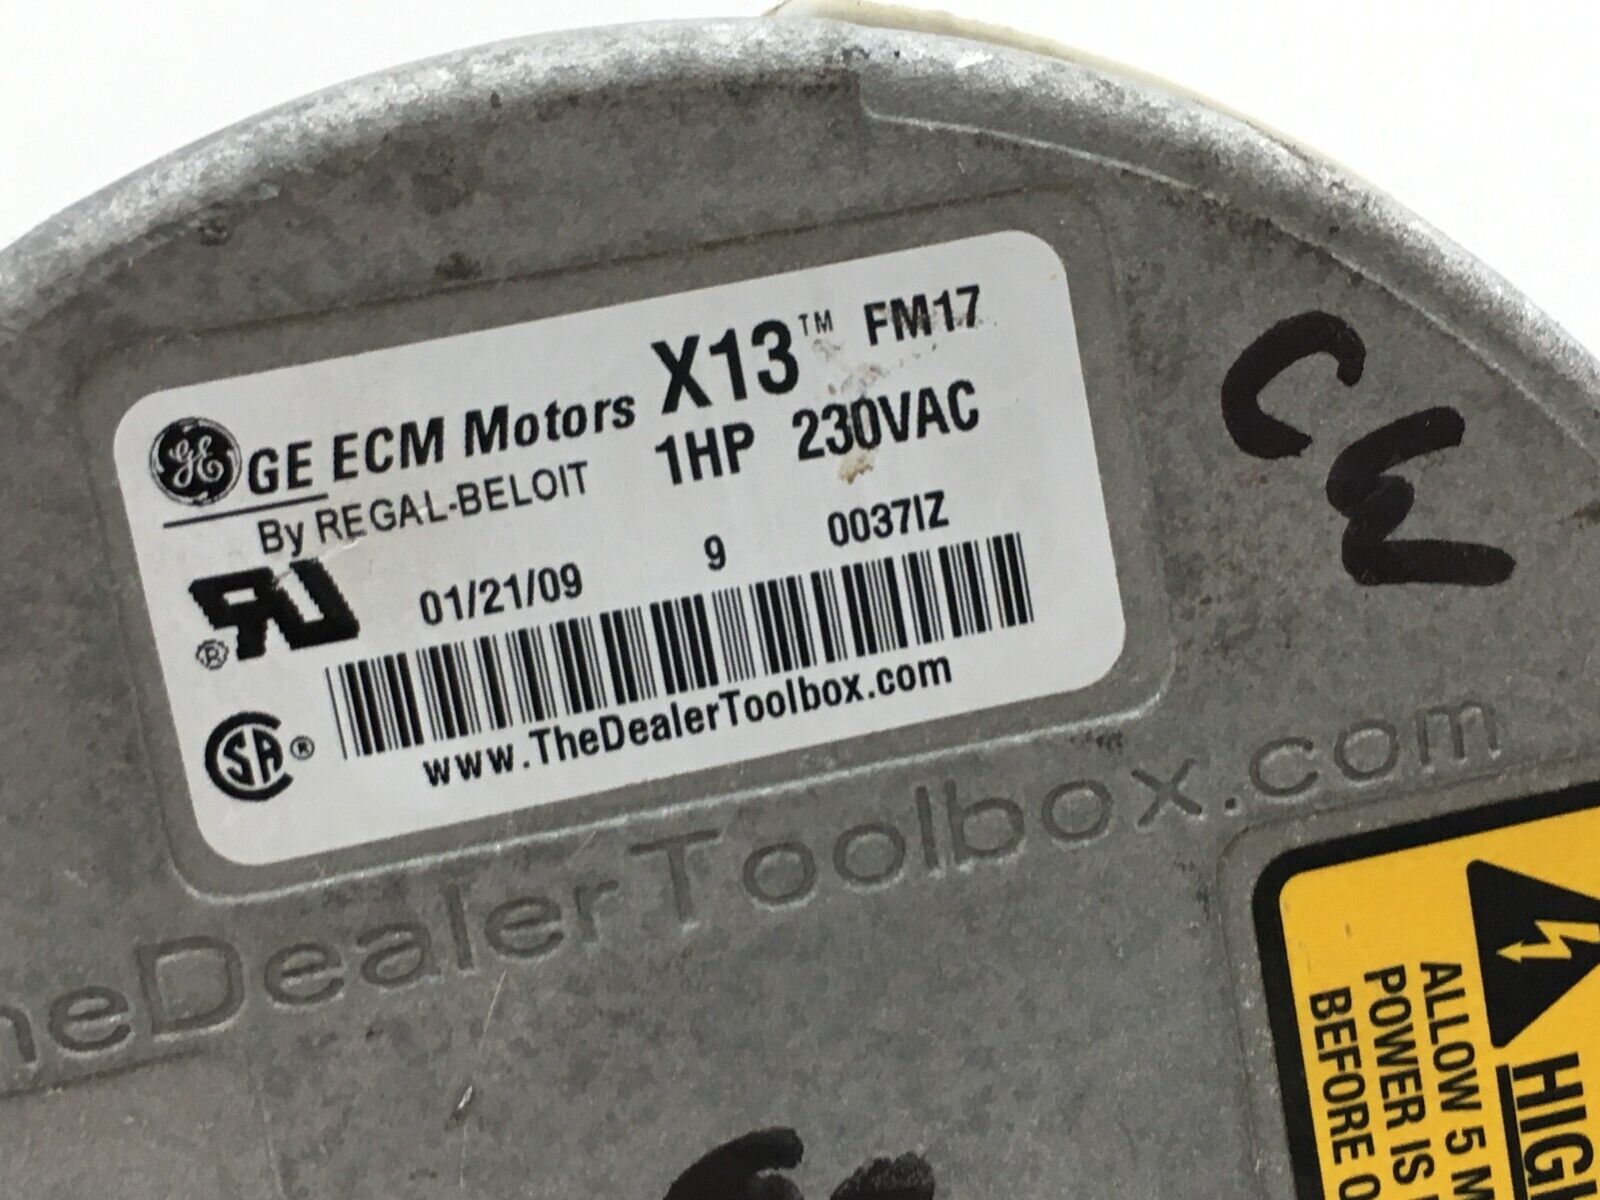 GE ECM Motors X13™ FM17
By REGAL-BELOIT 1HP 230VAC
01/21/09 9 0037IZ
www.TheDealerToolbox.com
CSA®
®
CW
heDealerToolbox.com
ALLOW 5 M
POWER IS
BEFORE
HIG